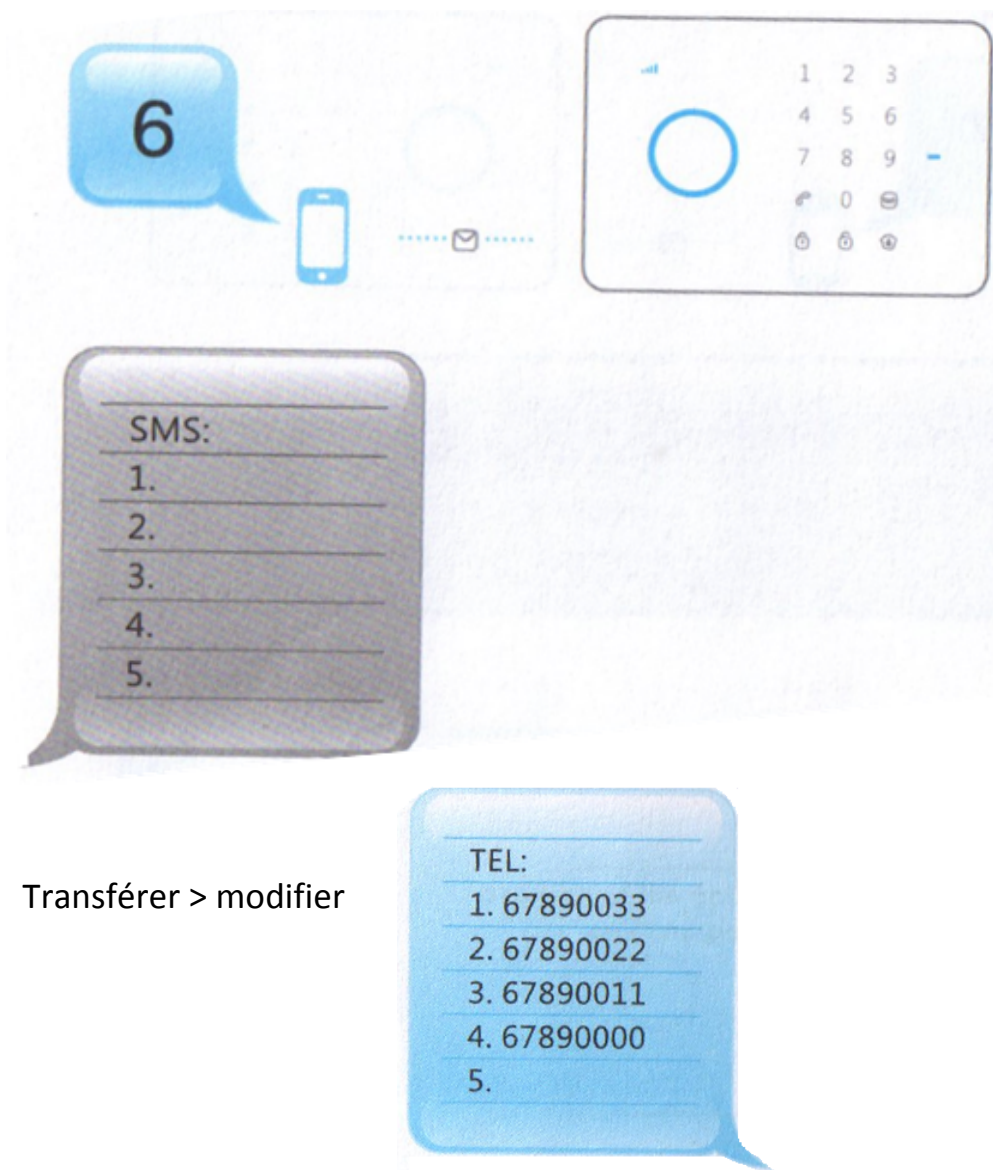 6
1 2 3
4 5 6
7 8 9
0
SMS:
1.
2.
3.
4.
5.
Transférer > modifier
TEL:
1. 67890033
2. 67890022
3. 67890011
4. 67890000
5.